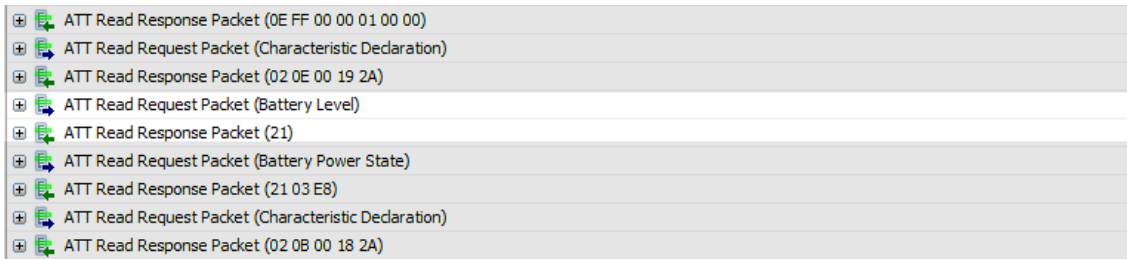 ATT Read Response Packet (0E FF 00 00 01 00 00)
ATT Read Request Packet (Characteristic Declaration)
ATT Read Response Packet (02 0E 00 19 2A)
ATT Read Request Packet (Battery Level)
ATT Read Response Packet (21)
ATT Read Request Packet (Battery Power State)
ATT Read Response Packet (21 03 E8)
ATT Read Request Packet (Characteristic Declaration)
ATT Read Response Packet (02 0B 00 18 2A)